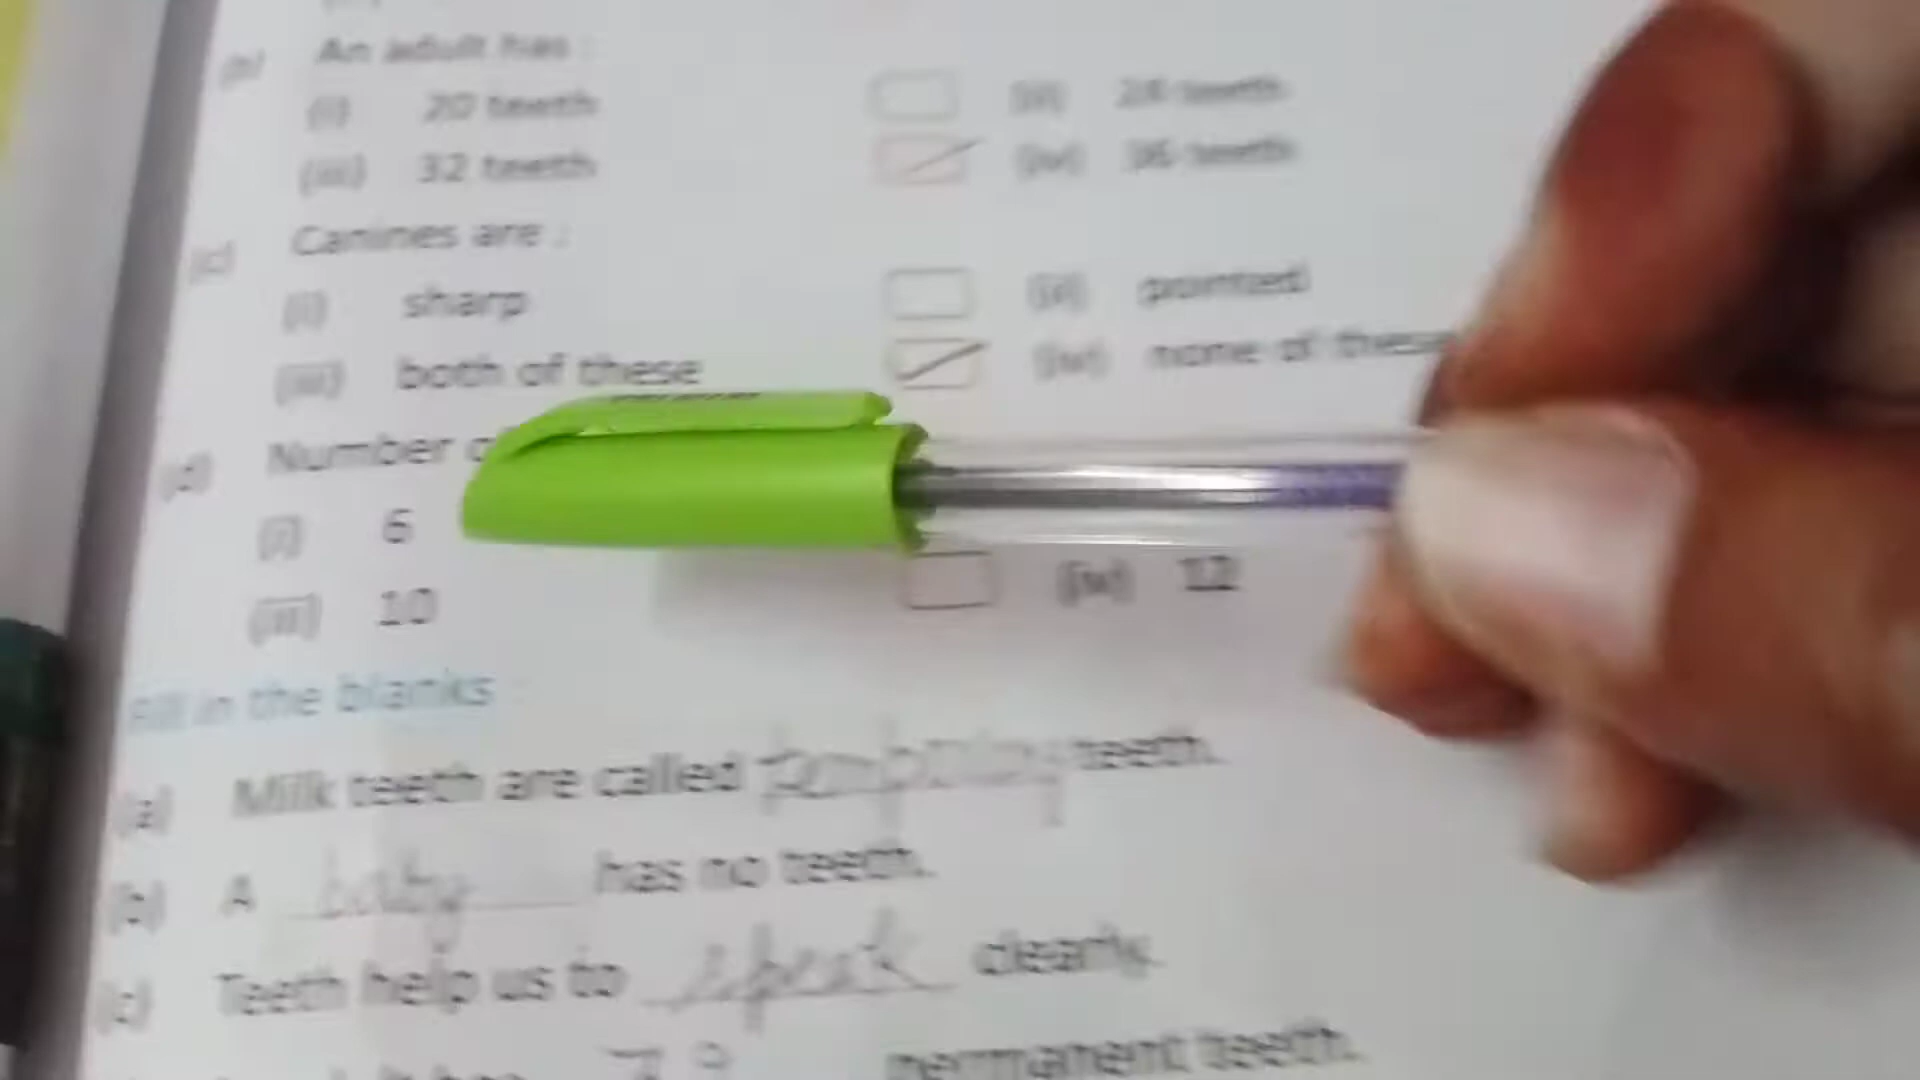 (b) An adult has :
(i) 20 teeth (ii) 24 teeth
(iii) 32 teeth (iv) 36 teeth
(c) Canines are :
(i) sharp (ii) pointed
(iii) both of these (iv) none of these
(d) Number
(i) 6
(iii) 10 (iv) 12
Fill in the blanks :
(a) Milk teeth are called temporary teeth.
(b) A baby has no teeth.
(c) Teeth help us to speak clearly.
permanent teeth.